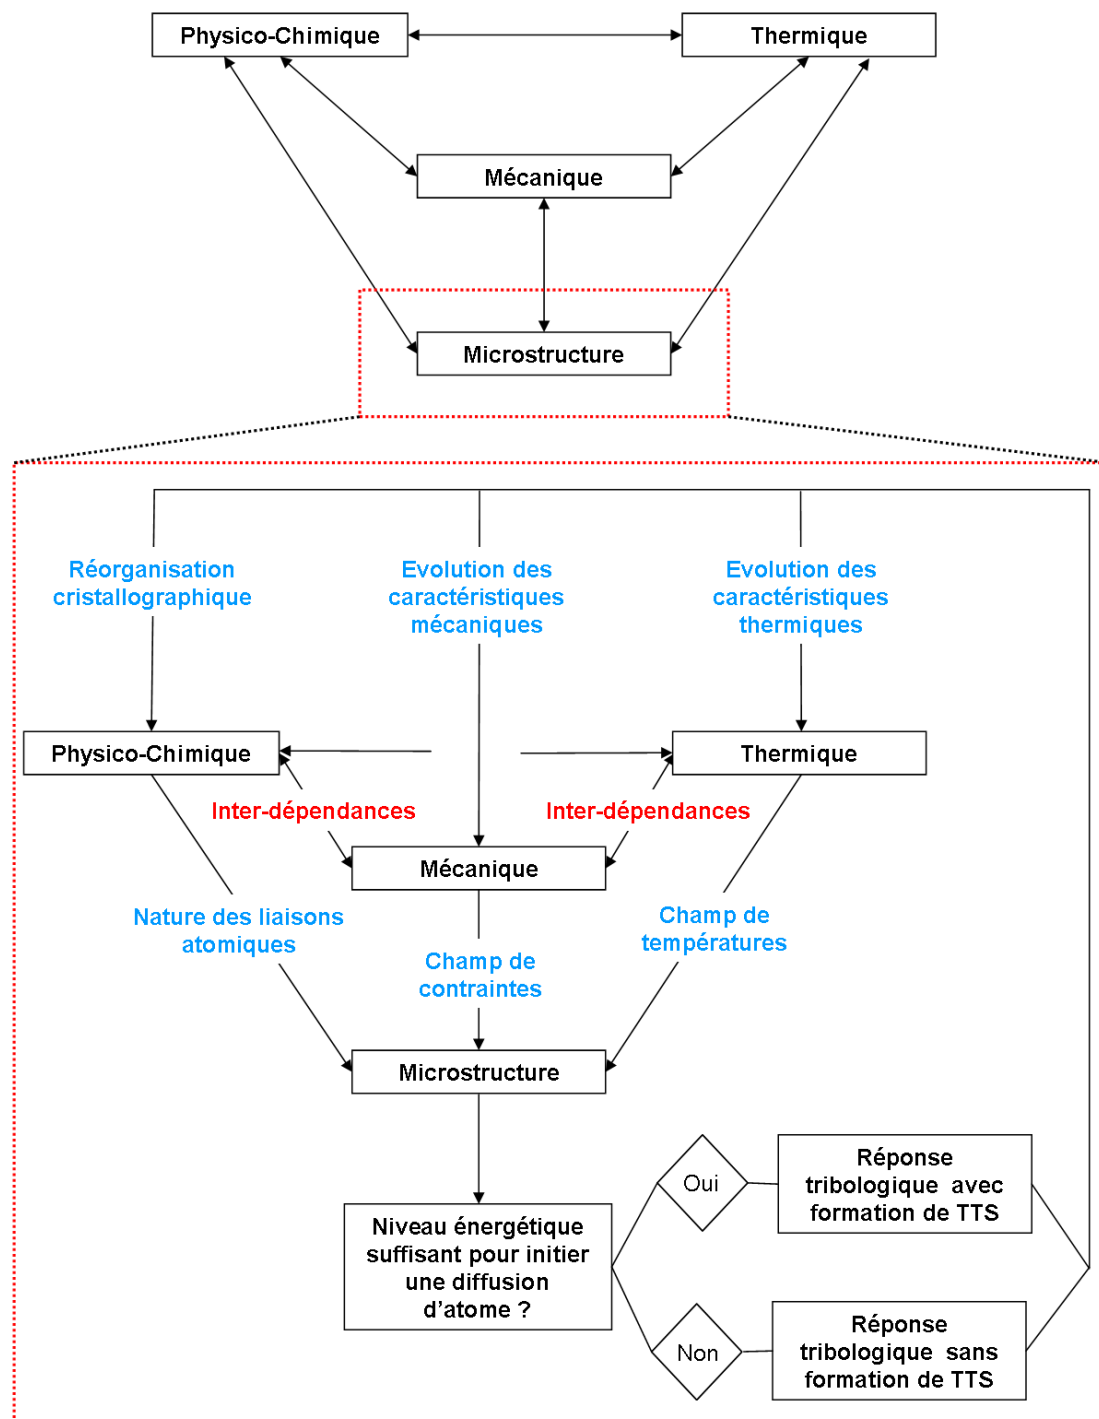 Physico-Chimique
Thermique
Mécanique
Microstructure
Réorganisation
cristallographique
Evolution des
caractéristiques
mécaniques
Evolution des
caractéristiques
thermiques
Physico-Chimique
Thermique
Inter-dépendances
Inter-dépendances
Mécanique
Nature des liaisons
atomiques
Champ de
contraintes
Champ de
températures
Microstructure
Niveau énergétique
suffisant pour initier
une diffusion
d'atome ?
Oui
Réponse
tribologique avec
formation de TTS
Non
Réponse
tribologique sans
formation de TTS